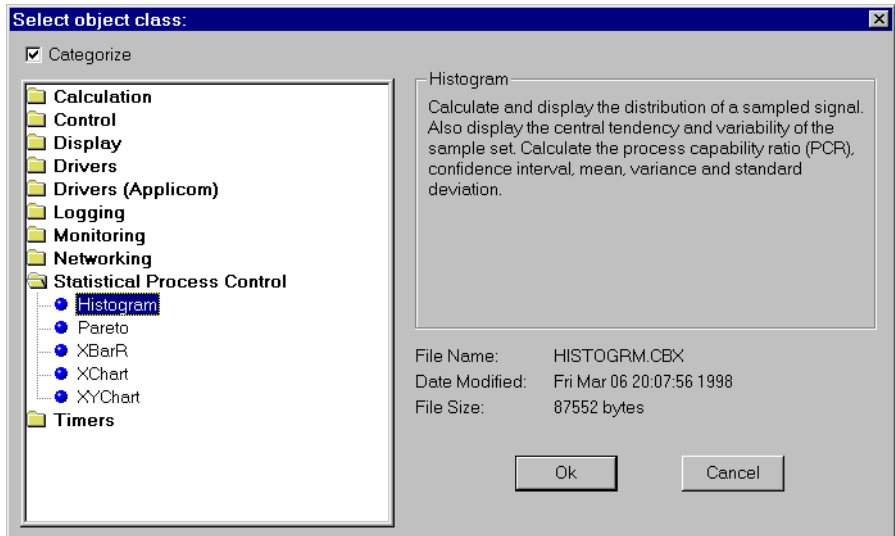 Select object class:
Categorize
Calculation
Control
Display
Drivers
Drivers (Applicom)
Logging
Monitoring
Networking
Statistical Process Control
Histogram
Pareto
XBarR
XChart
XYChart
Timers
Histogram
Calculate and display the distribution of a sampled signal.
Also display the central tendency and variability of the
sample set. Calculate the process capability ratio (PCR),
confidence interval, mean, variance and standard
deviation.
File Name: HISTOGRM.CBX
Date Modified: Fri Mar 06 20:07:56 1998
File Size: 87552 bytes
Ok Cancel